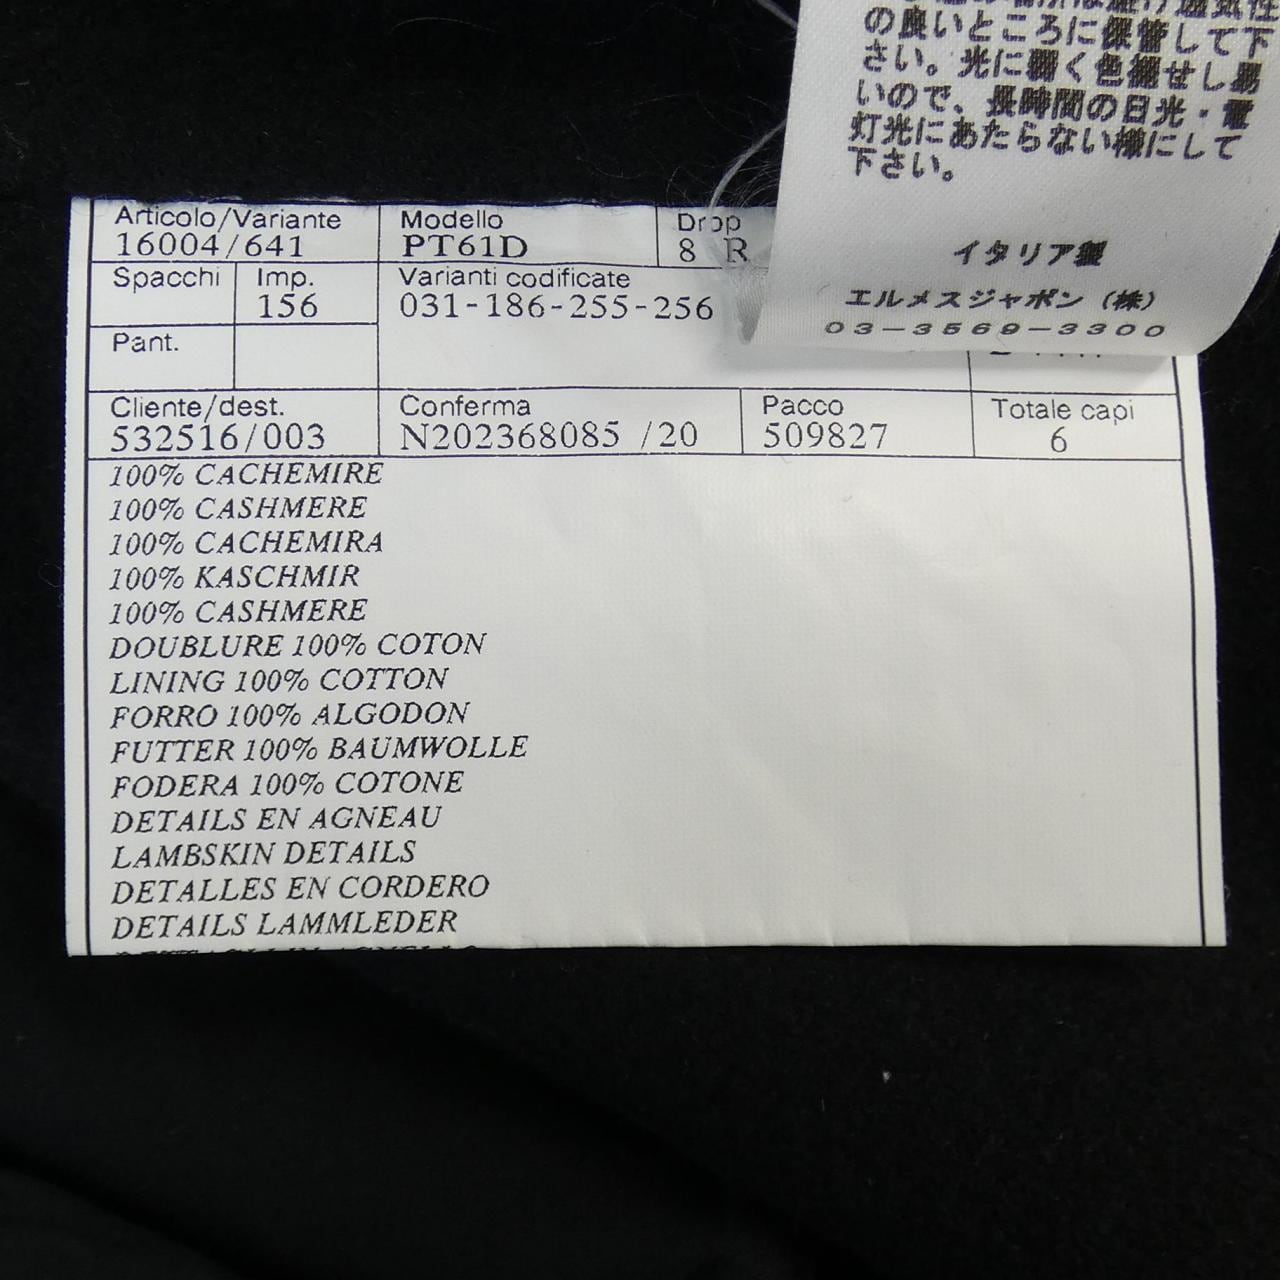 の良いところに保管して下
さい。光に弱く色褪せし易
いので、長時間の日光・電
灯光にあたらない様にして
下さい。
イタリア製
エルメスジャポン（株）
03－3569－3300
Articolo/Variante Modello Drop
16004/641 PT61D 8 R
Spacchi Imp. Varianti codificate
156 031-186-255-256
Pant.
Cliente/dest. Conferma Pacco Totale capi
532516/003 N202368085 /20 509827 6
100% CACHEMIRE
100% CASHMERE
100% CACHEMIRA
100% KASCHMIR
100% CASHMERE
DOUBLURE 100% COTON
LINING 100% COTTON
FORRO 100% ALGODON
FUTTER 100% BAUMWOLLE
FODERA 100% COTONE
DETAILS EN AGNEAU
LAMBSKIN DETAILS
DETALLES EN CORDERO
DETAILS LAMMLEDER